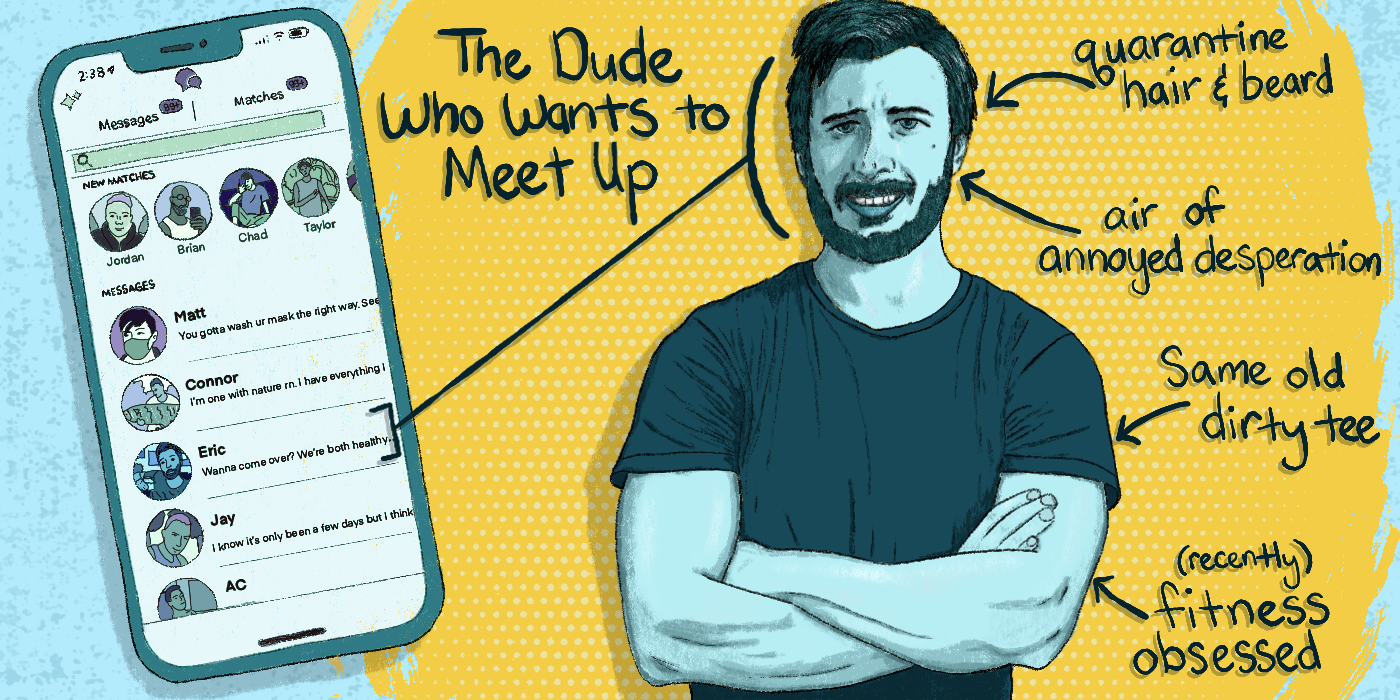 2:38
Messages 99+
Matches 99+
NEW MATCHES
Jordan
Brian
Chad
Taylor
MESSAGES
Matt
You gotta wash ur mask the right way. See
Connor
I'm one with nature rn. I have everything I
Eric
Wanna come over? We're both healthy.
Jay
I know it's only been a few days but I think
AC
The Dude
Who Wants to
Meet Up
quarantine
hair & beard
air of
annoyed desperation
Same old
dirty tee
(recently)
fitness
obsessed